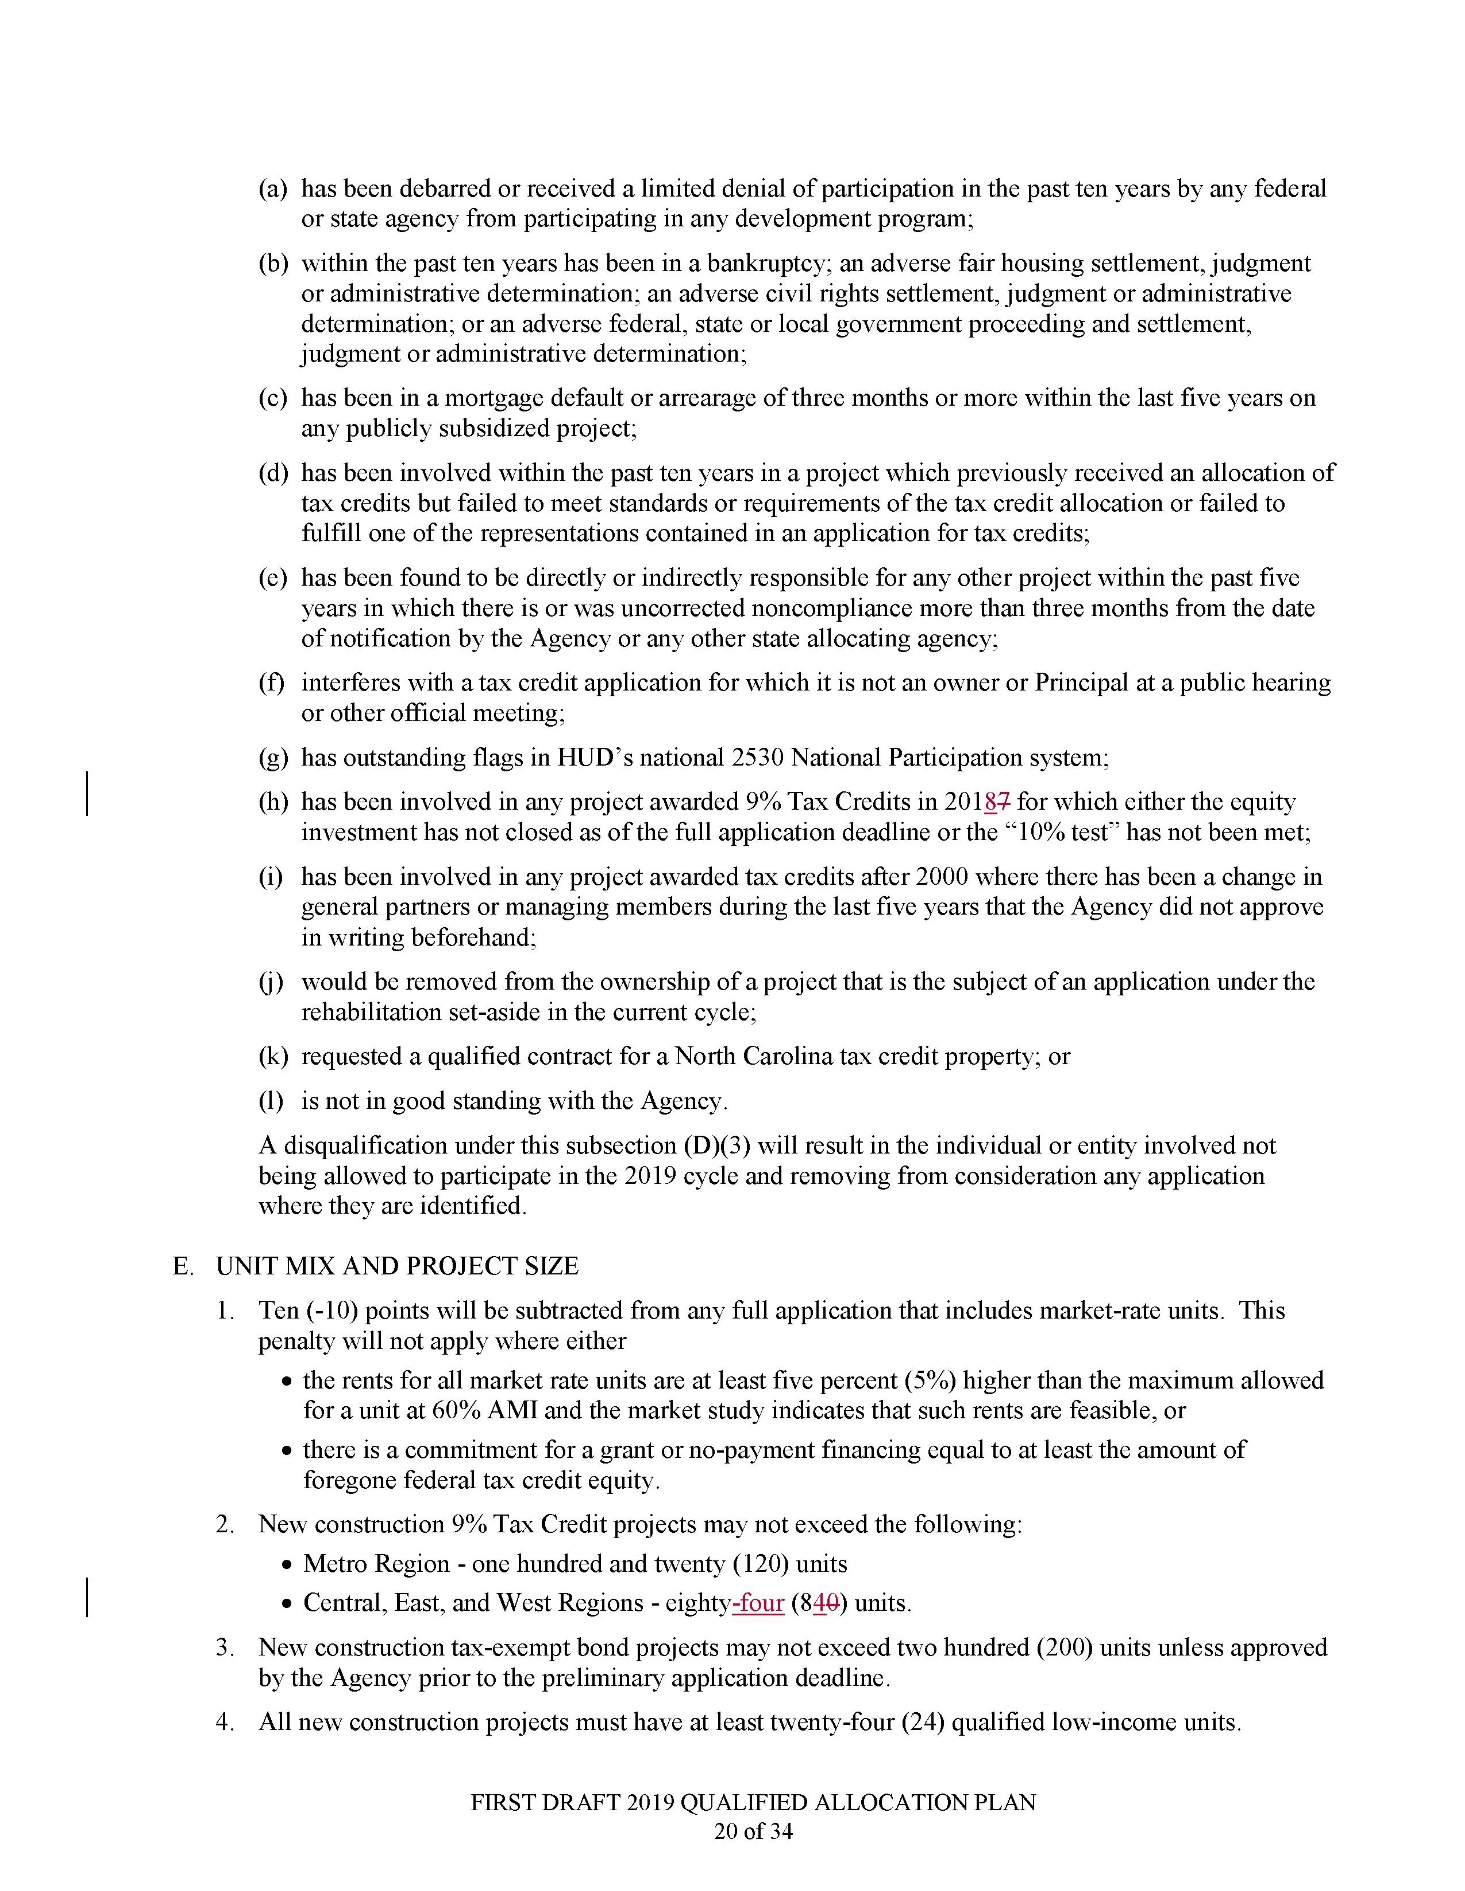 (a) has been debarred or received a limited denial of participation in the past ten years by any federal
or state agency from participating in any development program;
(b) within the past ten years has been in a bankruptcy; an adverse fair housing settlement, judgment
or administrative determination; an adverse civil rights settlement, judgment or administrative
determination; or an adverse federal, state or local government proceeding and settlement,
judgment or administrative determination;
(c) has been in a mortgage default or arrearage of three months or more within the last five years on
any publicly subsidized project;
(d) has been involved within the past ten years in a project which previously received an allocation of
tax credits but failed to meet standards or requirements of the tax credit allocation or failed to
fulfill one of the representations contained in an application for tax credits;
(e) has been found to be directly or indirectly responsible for any other project within the past five
years in which there is or was uncorrected noncompliance more than three months from the date
of notification by the Agency or any other state allocating agency;
(f) interferes with a tax credit application for which it is not an owner or Principal at a public hearing
or other official meeting;
(g) has outstanding flags in HUD’s national 2530 National Participation system;
(h) has been involved in any project awarded 9% Tax Credits in 20187 for which either the equity
investment has not closed as of the full application deadline or the “10% test” has not been met;
(i) has been involved in any project awarded tax credits after 2000 where there has been a change in
general partners or managing members during the last five years that the Agency did not approve
in writing beforehand;
(j) would be removed from the ownership of a project that is the subject of an application under the
rehabilitation set-aside in the current cycle;
(k) requested a qualified contract for a North Carolina tax credit property; or
(l) is not in good standing with the Agency.
A disqualification under this subsection (D)(3) will result in the individual or entity involved not
being allowed to participate in the 2019 cycle and removing from consideration any application
where they are identified.
E. UNIT MIX AND PROJECT SIZE
1. Ten (-10) points will be subtracted from any full application that includes market-rate units. This
penalty will not apply where either
• the rents for all market rate units are at least five percent (5%) higher than the maximum allowed
for a unit at 60% AMI and the market study indicates that such rents are feasible, or
• there is a commitment for a grant or no-payment financing equal to at least the amount of
foregone federal tax credit equity.
2. New construction 9% Tax Credit projects may not exceed the following:
• Metro Region - one hundred and twenty (120) units
• Central, East, and West Regions - eighty-four (840) units.
3. New construction tax-exempt bond projects may not exceed two hundred (200) units unless approved
by the Agency prior to the preliminary application deadline.
4. All new construction projects must have at least twenty-four (24) qualified low-income units.
FIRST DRAFT 2019 QUALIFIED ALLOCATION PLAN
20 of 34